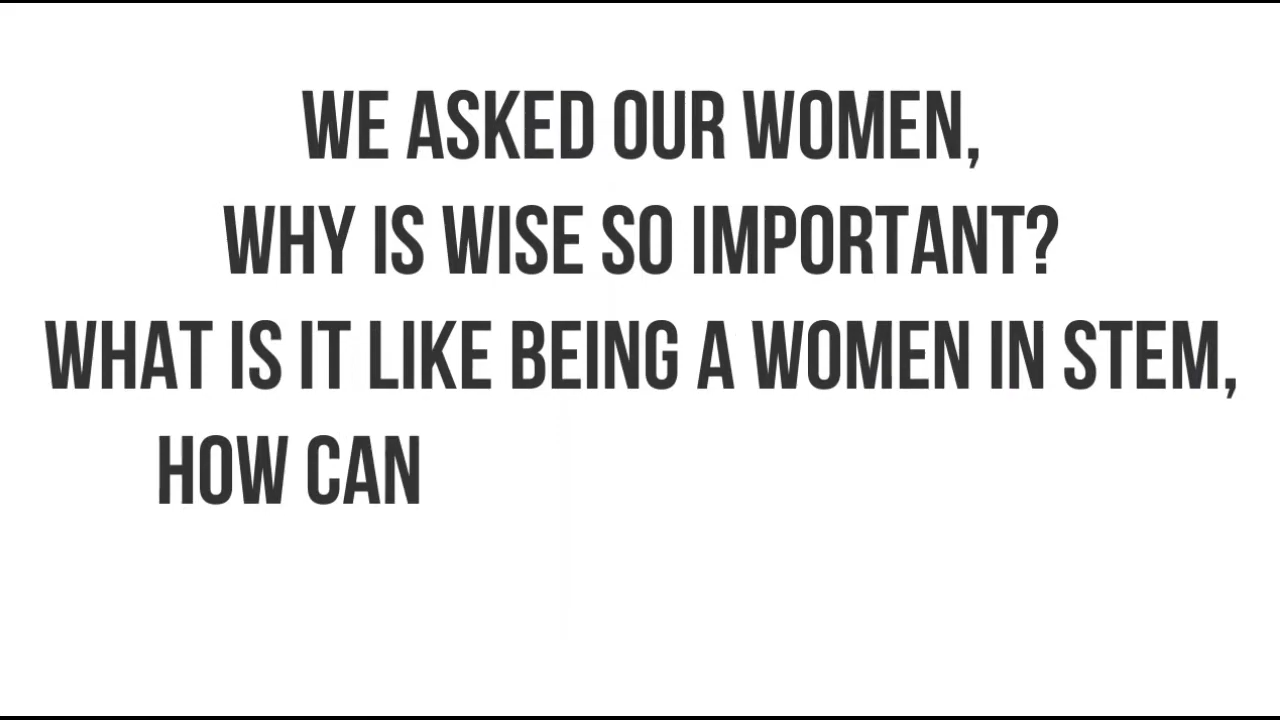 WE ASKED OUR WOMEN,
WHY IS WISE SO IMPORTANT?
WHAT IS IT LIKE BEING A WOMEN IN STEM,
HOW CAN